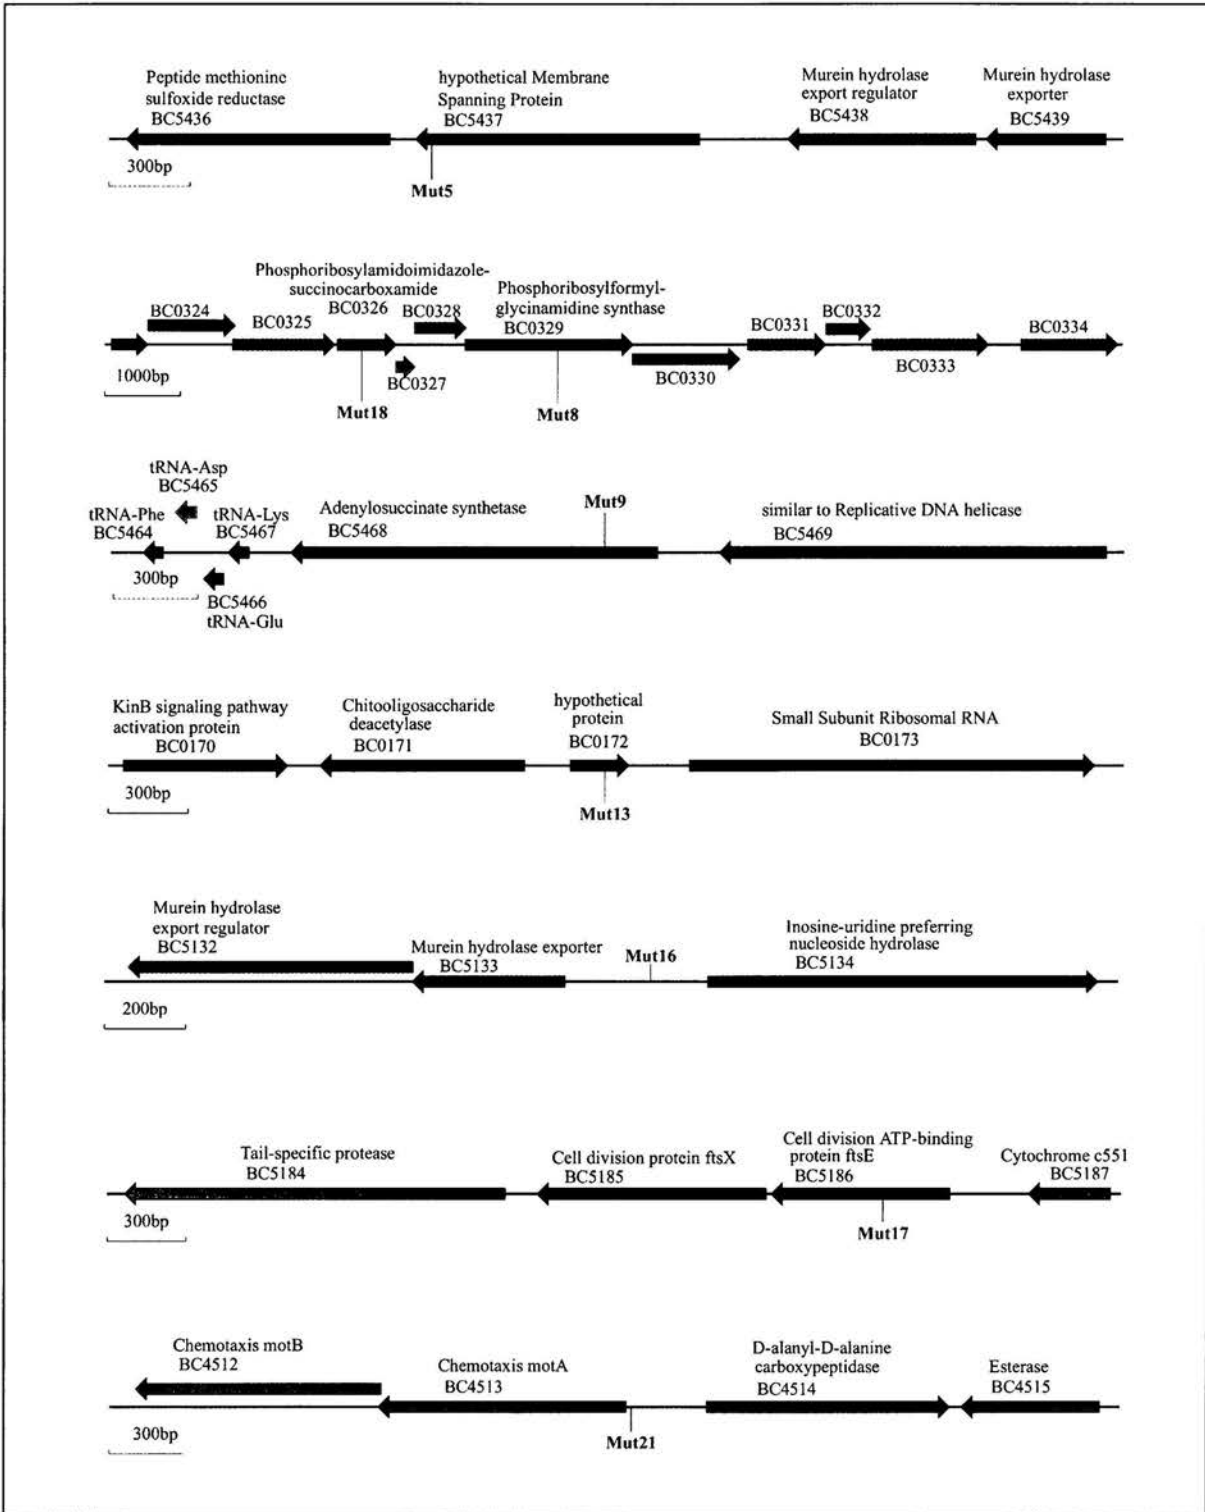 Peptide methionine
sulfoxide reductase
BC5436
hypothetical Membrane
Spanning Protein
BC5437
Murein hydrolase
export regulator
BC5438
Murein hydrolase
exporter
BC5439
300bp
Mut5
Phosphoribosylamidoimidazole-
succinocarboxamide
BC0326
Phosphoribosylformyl-
glycinamidine synthase
BC0329
BC0324
BC0325
BC0328
BC0331
BC0332
BC0334
BC0327
BC0330
BC0333
1000bp
Mut18
Mut8
tRNA-Asp
BC5465
tRNA-Phe
BC5464
tRNA-Lys
BC5467
Adenylosuccinate synthetase
BC5468
Mut9
similar to Replicative DNA helicase
BC5469
300bp
BC5466
tRNA-Glu
KinB signaling pathway
activation protein
BC0170
Chitooligosaccharide
deacetylase
BC0171
hypothetical
protein
BC0172
Small Subunit Ribosomal RNA
BC0173
300bp
Mut13
Murein hydrolase
export regulator
BC5132
Murein hydrolase exporter
BC5133
Mut16
Inosine-uridine preferring
nucleoside hydrolase
BC5134
200bp
Tail-specific protease
BC5184
Cell division protein ftsX
BC5185
Cell division ATP-binding
protein ftsE
BC5186
Cytochrome c551
BC5187
300bp
Mut17
Chemotaxis motB
BC4512
Chemotaxis motA
BC4513
D-alanyl-D-alanine
carboxypeptidase
BC4514
Esterase
BC4515
300bp
Mut21